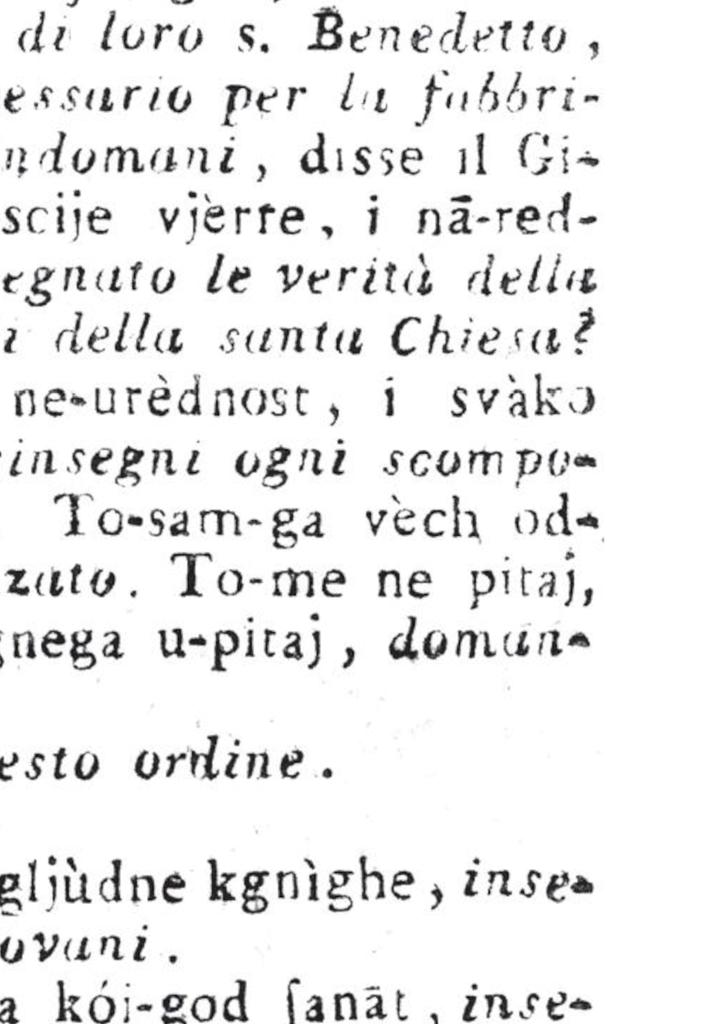 di loro s. Benedetto,
essario per la fabbri-
ndomani, disse il Gi-
scije vjèrre, i nā-red-
egnato le verità della
i della santa Chiesa?
ne-urèdnost, i svàko
insegni ogni scompo-
To-sam-ga vèch od-
zato. To-me ne pitaj,
gnega u-pitaj, doman-
esto ordine.
gljùdne kgnìghe, inse-
ovani.
a kói-god ſanāt, inse-